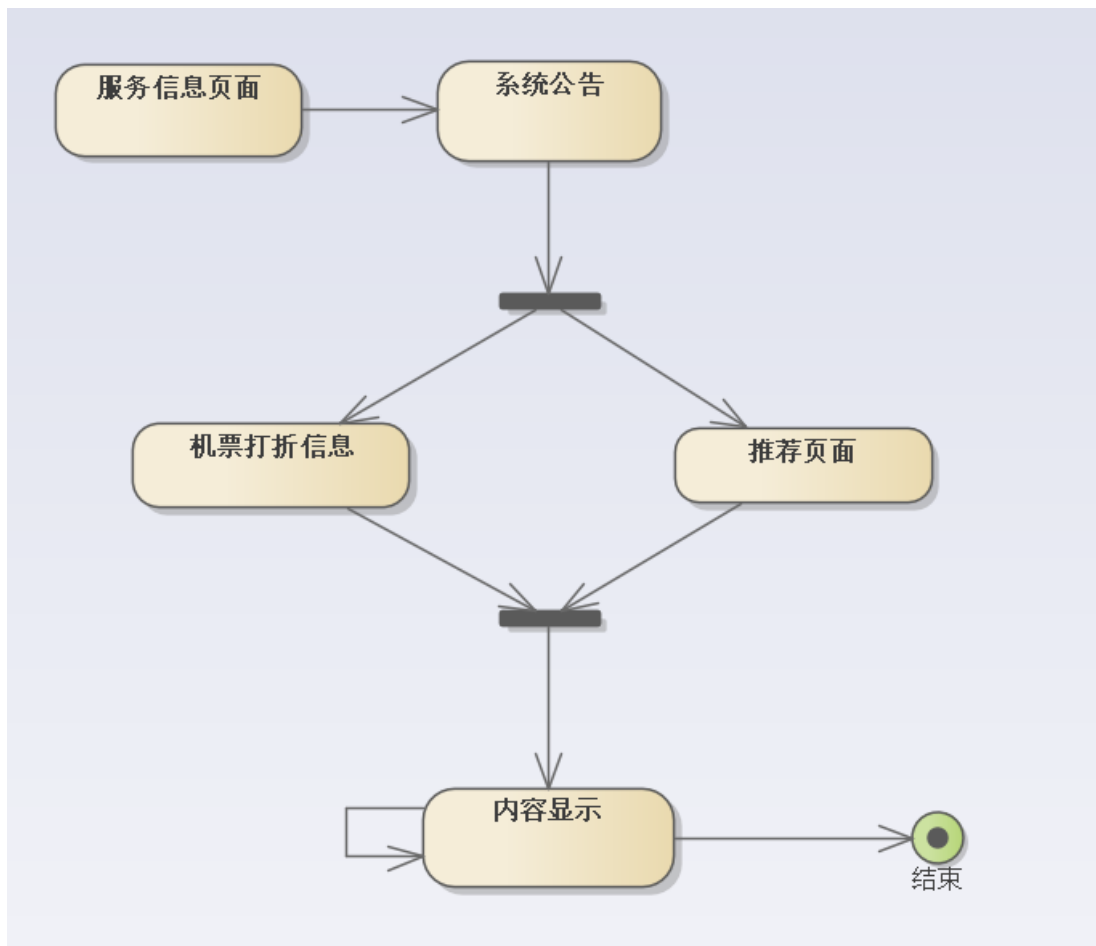 服务信息页面
系统公告
机票打折信息
推荐页面
内容显示
结束